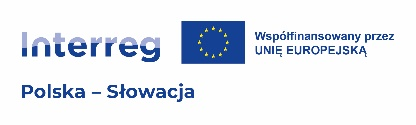 Interreg
Współfinansowany przez
UNIĘ EUROPEJSKĄ
Polska – Słowacja